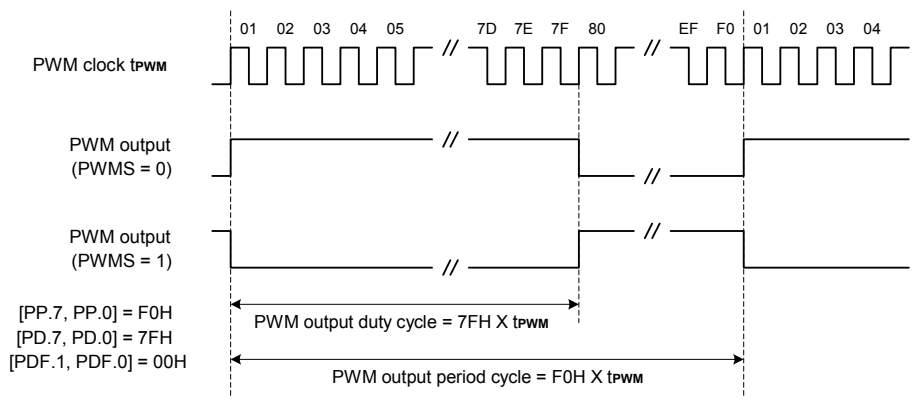 01 02 03 04 05 7D 7E 7F 80 EF F0 01 02 03 04
PWM clock tPWM
PWM output
(PWMS = 0)
PWM output
(PWMS = 1)
[PP.7, PP.0] = F0H
[PD.7, PD.0] = 7FH
[PDF.1, PDF.0] = 00H
PWM output duty cycle = 7FH X tPWM
PWM output period cycle = F0H X tPWM